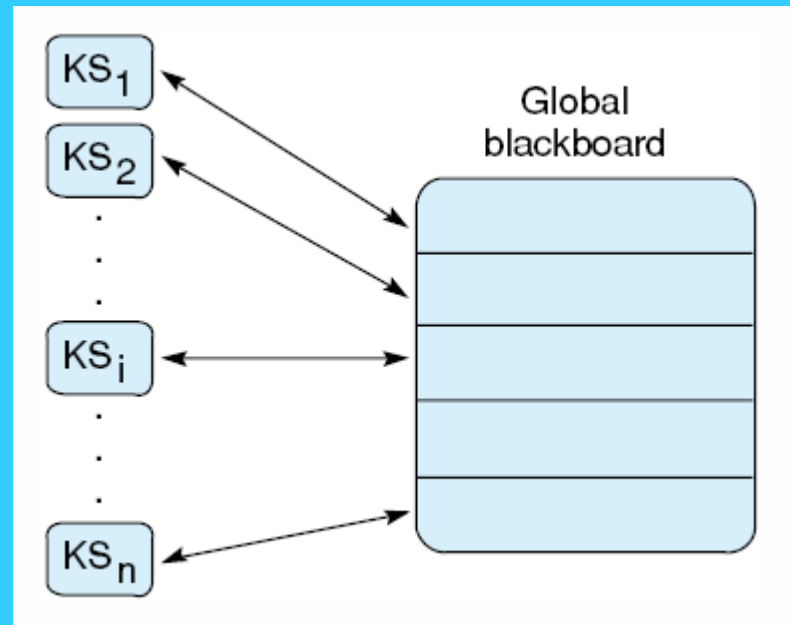 KS1
KS2
.
.
.
KSi
.
.
.
KSn
Global
blackboard